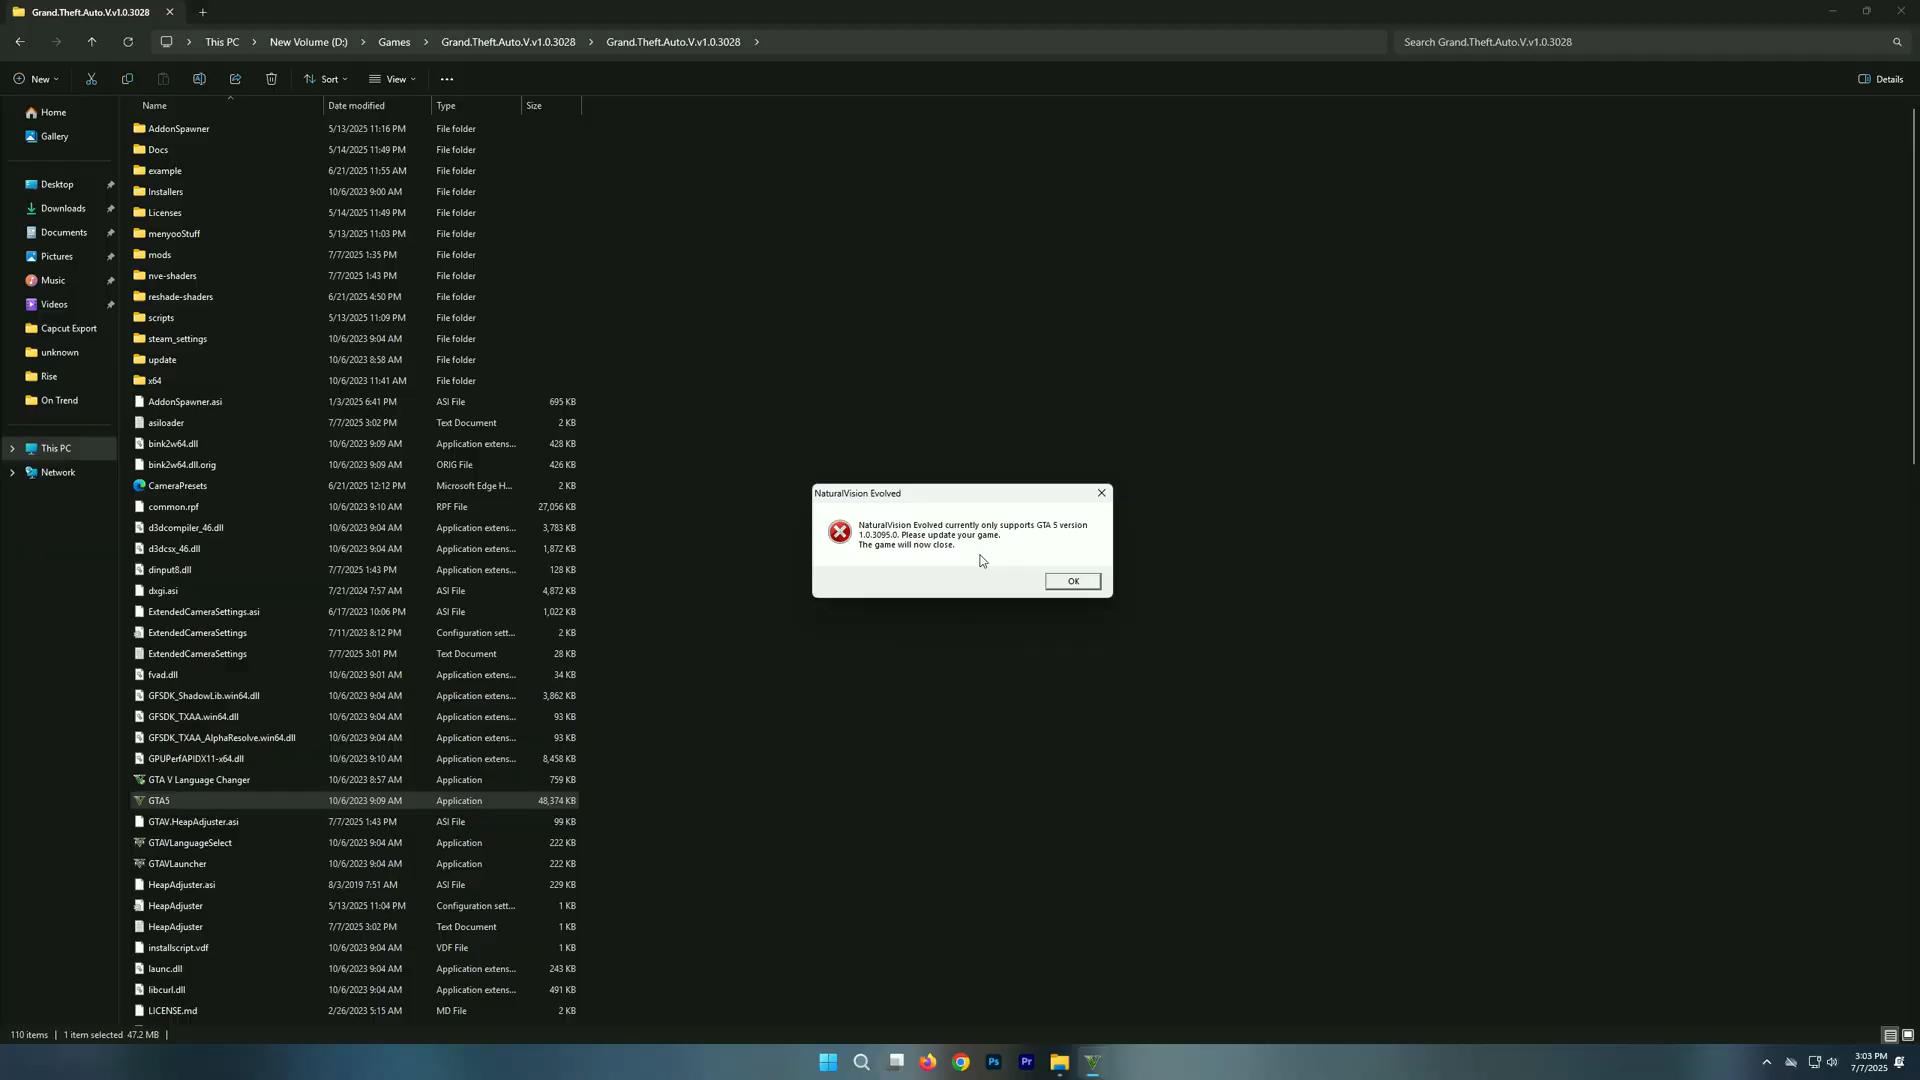 Grand.Theft.Auto.V.v1.0.3028
This PC > New Volume (D:) > Games > Grand.Theft.Auto.V.v1.0.3028 > Grand.Theft.Auto.V.v1.0.3028 >
Search Grand.Theft.Auto.V.v1.0.3028
New Sort View ... Details
Name Date modified Type Size
Home
Gallery
Desktop
Downloads
Documents
Pictures
Music
Videos
Capcut Export
unknown
Rise
On Trend
This PC
Network
AddonSpawner 5/13/2025 11:16 PM File folder
Docs 5/14/2025 11:49 PM File folder
example 6/21/2025 11:55 AM File folder
Installers 10/6/2023 9:00 AM File folder
Licenses 5/14/2025 11:49 PM File folder
menyooStuff 5/13/2025 11:03 PM File folder
mods 7/7/2025 1:35 PM File folder
nve-shaders 7/7/2025 1:43 PM File folder
reshade-shaders 6/21/2025 4:50 PM File folder
scripts 5/13/2025 11:09 PM File folder
steam_settings 10/6/2023 9:04 AM File folder
update 10/6/2023 8:58 AM File folder
x64 10/6/2023 11:41 AM File folder
AddonSpawner.asi 1/3/2025 6:41 PM ASI File 695 KB
asiloader 7/7/2025 3:02 PM Text Document 2 KB
bink2w64.dll 10/6/2023 9:09 AM Application extens... 428 KB
bink2w64.dll.orig 10/6/2023 9:09 AM ORIG File 426 KB
CameraPresets 6/21/2025 12:12 PM Microsoft Edge H... 2 KB
common.rpf 10/6/2023 9:10 AM RPF File 27,056 KB
d3dcompiler_46.dll 10/6/2023 9:04 AM Application extens... 3,783 KB
d3dcsx_46.dll 10/6/2023 9:04 AM Application extens... 1,872 KB
dinput8.dll 7/7/2025 1:43 PM Application extens... 128 KB
dxgi.asi 7/21/2024 7:57 AM ASI File 4,872 KB
ExtendedCameraSettings.asi 6/17/2023 10:06 PM ASI File 1,022 KB
ExtendedCameraSettings 7/11/2023 8:12 PM Configuration sett... 2 KB
ExtendedCameraSettings 7/7/2025 3:01 PM Text Document 28 KB
fvad.dll 10/6/2023 9:01 AM Application extens... 34 KB
GFSDK_ShadowLib.win64.dll 10/6/2023 9:04 AM Application extens... 3,862 KB
GFSDK_TXAA.win64.dll 10/6/2023 9:04 AM Application extens... 93 KB
GFSDK_TXAA_AlphaResolve.win64.dll 10/6/2023 9:04 AM Application extens... 93 KB
GPUPerfAPIDX11-x64.dll 10/6/2023 9:10 AM Application extens... 8,458 KB
GTA V Language Changer 10/6/2023 8:57 AM Application 759 KB
GTA5 10/6/2023 9:09 AM Application 48,374 KB
GTAV.HeapAdjuster.asi 7/7/2025 1:43 PM ASI File 99 KB
GTAVLanguageSelect 10/6/2023 9:04 AM Application 222 KB
GTAVLauncher 10/6/2023 9:04 AM Application 222 KB
HeapAdjuster.asi 8/3/2019 7:51 AM ASI File 229 KB
HeapAdjuster 5/13/2025 11:04 PM Configuration sett... 1 KB
HeapAdjuster 7/7/2025 3:02 PM Text Document 1 KB
installscript.vdf 10/6/2023 9:04 AM VDF File 1 KB
launc.dll 10/6/2023 9:04 AM Application extens... 243 KB
libcurl.dll 10/6/2023 9:04 AM Application extens... 491 KB
LICENSE.md 2/26/2023 5:15 AM MD File 2 KB
NaturalVision Evolved
NaturalVision Evolved currently only supports GTA 5 version
1.0.3095.0. Please update your game.
The game will now close.
OK
110 items | 1 item selected 47.2 MB |
Ps Pr
3:03 PM
7/7/2025